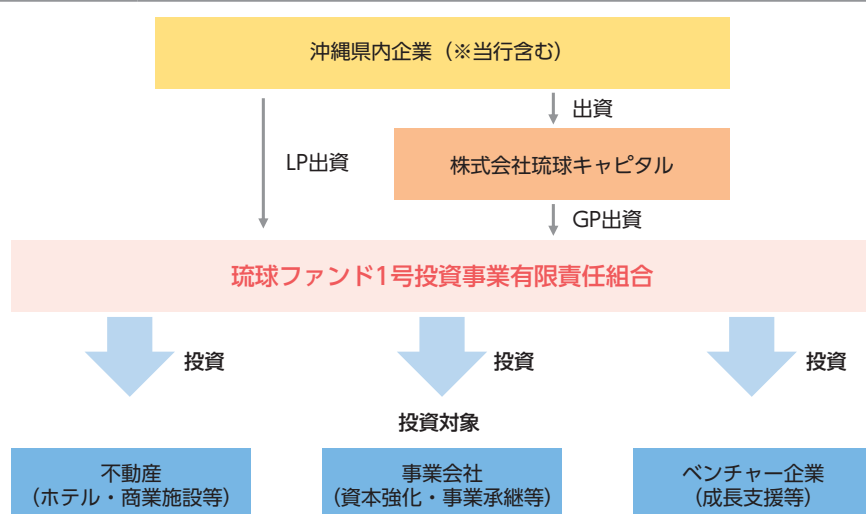 沖縄県内企業（※当行含む）
出資
LP出資
株式会社琉球キャピタル
GP出資
琉球ファンド1号投資事業有限責任組合
投資
投資
投資
投資対象
不動産
（ホテル・商業施設等）
事業会社
（資本強化・事業承継等）
ベンチャー企業
（成長支援等）